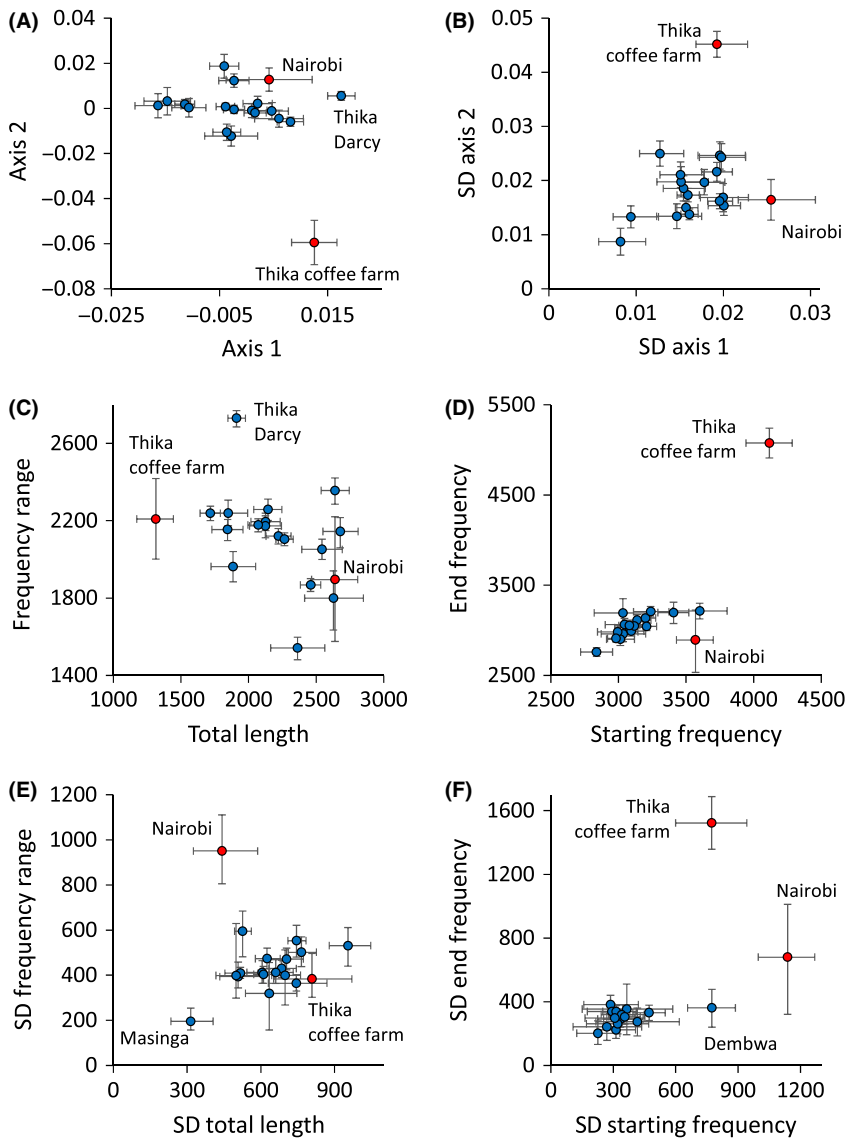 (A)
0.04
0.02
0
−0.02
−0.04
−0.06
−0.08
Axis 2
Nairobi
Thika
Darcy
Thika coffee farm
−0.025
−0.005
0.015
Axis 1
(B)
0.05
0.04
0.03
0.02
0.01
0
SD axis 2
Thika
coffee farm
Nairobi
0
0.01
0.02
0.03
SD axis 1
(C)
2600
2200
1800
1400
Frequency range
Thika
Darcy
Thika
coffee farm
Nairobi
1000
1500
2000
2500
3000
Total length
(D)
5500
4500
3500
2500
End frequency
Thika
coffee farm
Nairobi
2500
3000
3500
4000
4500
Starting frequency
(E)
1200
1000
800
600
400
200
0
SD frequency range
Nairobi
Masinga
Thika
coffee farm
0
300
600
900
SD total length
(F)
1600
1200
800
400
0
SD end frequency
Thika
coffee farm
Nairobi
Dembwa
0
300
600
900
1200
SD starting frequency